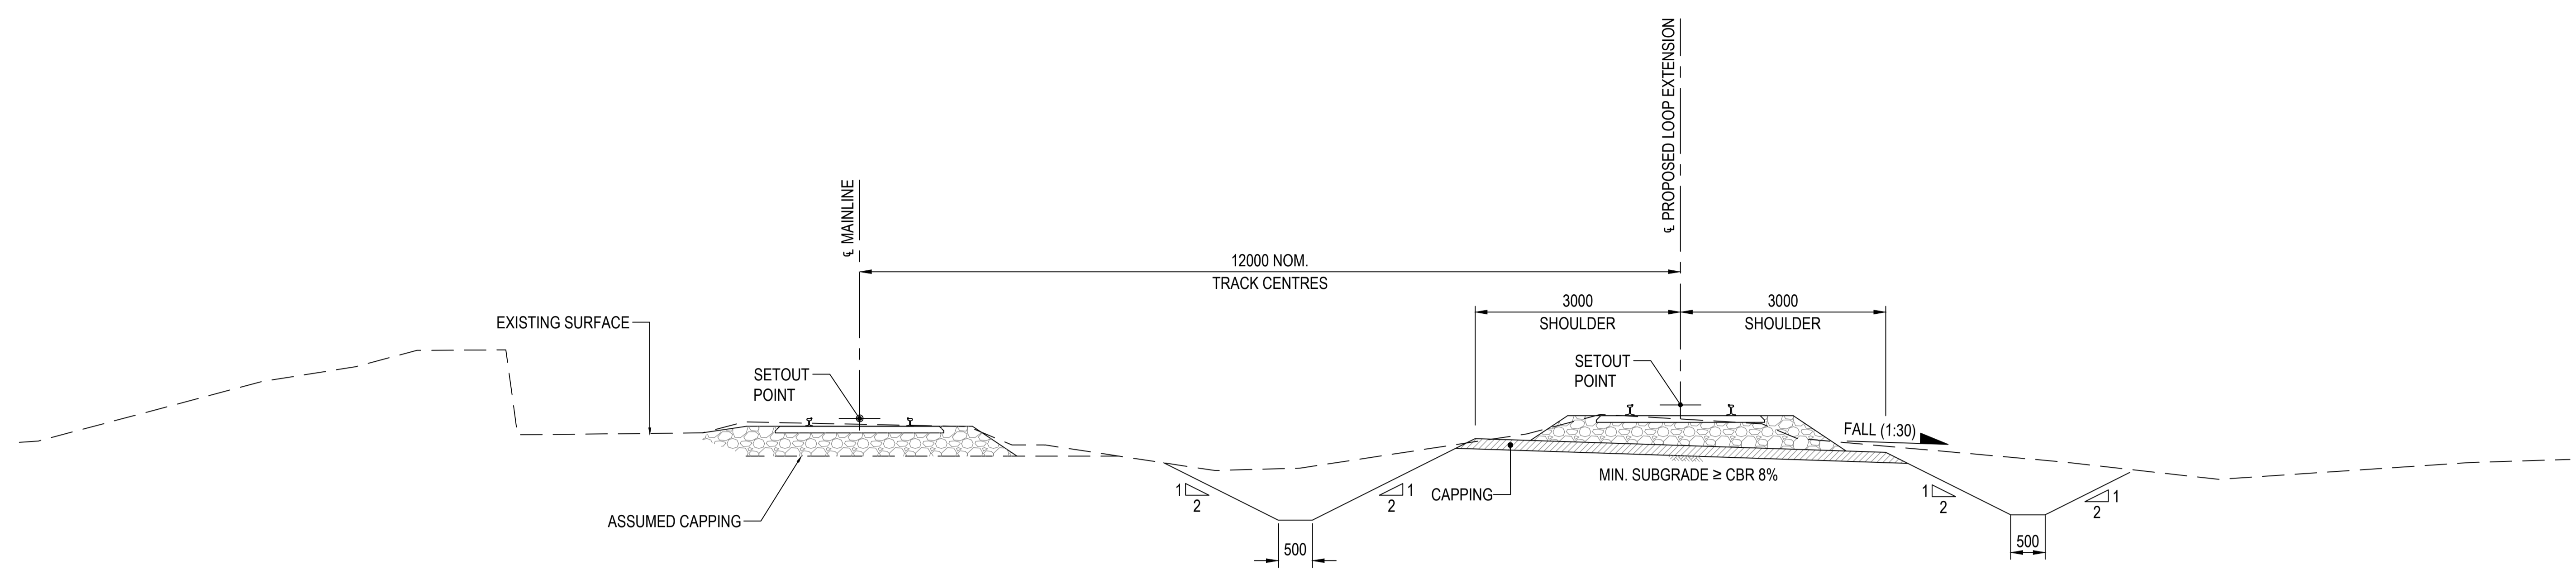 ℄ MAINLINE
℄ PROPOSED LOOP EXTENSION
12000 NOM.
TRACK CENTRES
3000
SHOULDER
3000
SHOULDER
EXISTING SURFACE
SETOUT
POINT
SETOUT
POINT
FALL (1:30)
MIN. SUBGRADE ≥ CBR 8%
CAPPING
ASSUMED CAPPING
1
2
1
2
1
2
1
2
500
500